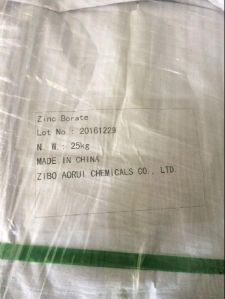 Zinc Borate
Lot No : 20161229
N. W.: 25kg
MADE IN CHINA
ZIBO AORUI CHEMICALS CO., LTD